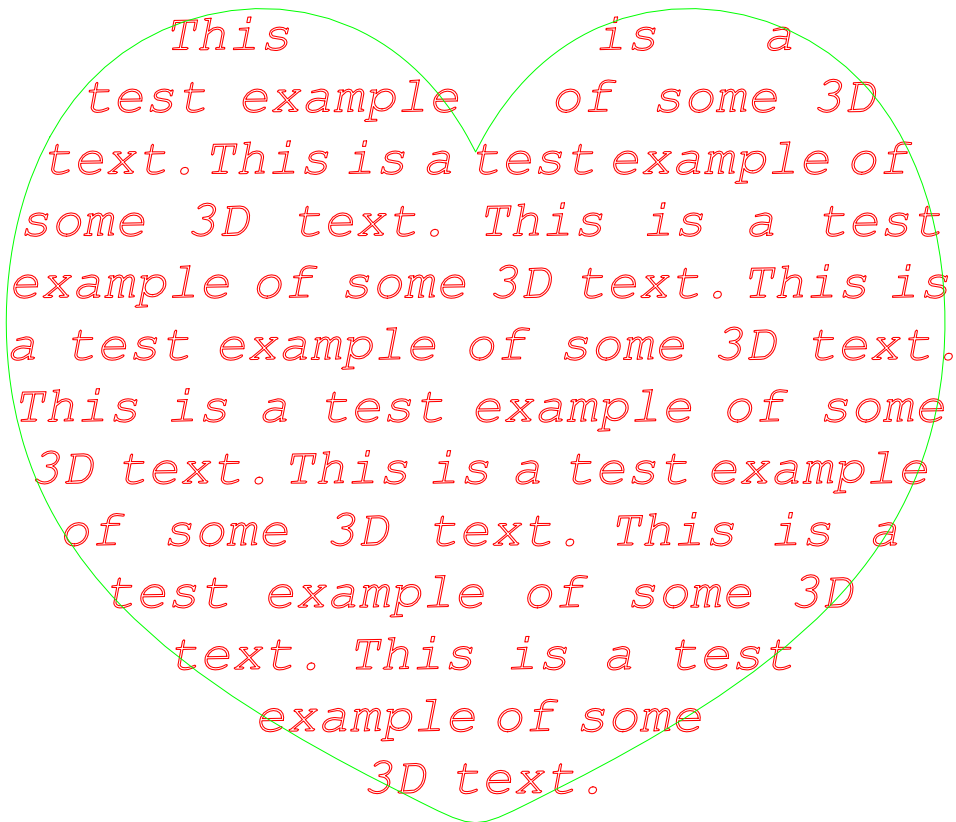 This is a
test example of some 3D
text. This is a test example of
some 3D text. This is a test
example of some 3D text. This is
a test example of some 3D text.
This is a test example of some
3D text. This is a test example
of some 3D text. This is a
test example of some 3D
text. This is a test
example of some
3D text.